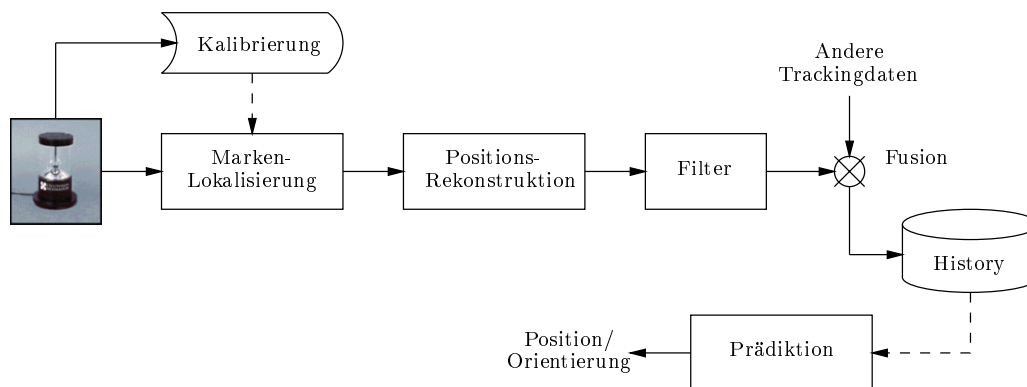 Kalibrierung
Andere
Trackingdaten
Marken-
Lokalisierung
Positions-
Rekonstruktion
Filter
Fusion
History
Position/
Orientierung
Prädiktion